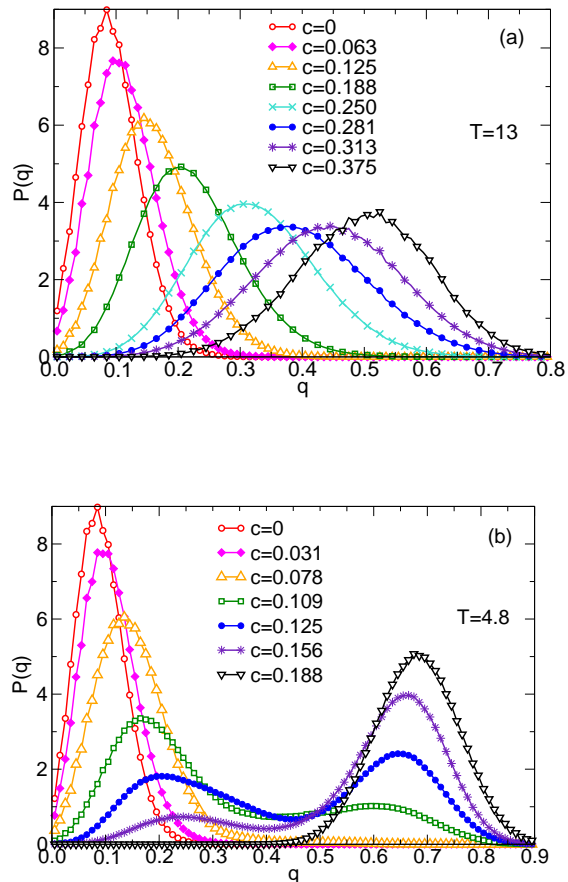 (a)
c=0
c=0.063
c=0.125
c=0.188
c=0.250
c=0.281
c=0.313
c=0.375
T=13
8
6
4
2
0
P(q)
0.0 0.1 0.2 0.3 0.4 0.5 0.6 0.7 0.8
q
(b)
c=0
c=0.031
c=0.078
c=0.109
c=0.125
c=0.156
c=0.188
T=4.8
8
6
4
2
0
P(q)
0.0 0.1 0.2 0.3 0.4 0.5 0.6 0.7 0.8 0.9
q